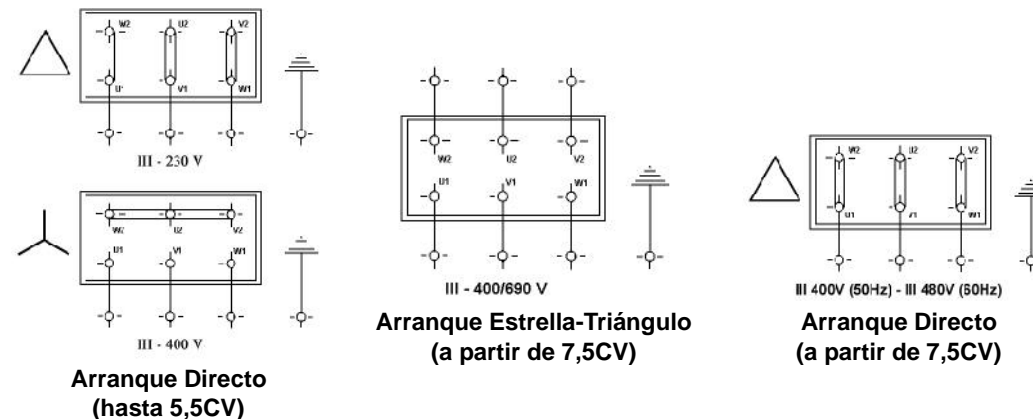 W2 U2 V2
U1 V1 W1
III - 230 V
W2 U2 V2
U1 V1 W1
III - 400 V
Arranque Directo
(hasta 5,5CV)
W2 U2 V2
U1 V1 W1
III - 400/690 V
Arranque Estrella-Triángulo
(a partir de 7,5CV)
W2 U2 V2
U1 V1 W1
III 400V (50Hz) - III 480V (60Hz)
Arranque Directo
(a partir de 7,5CV)